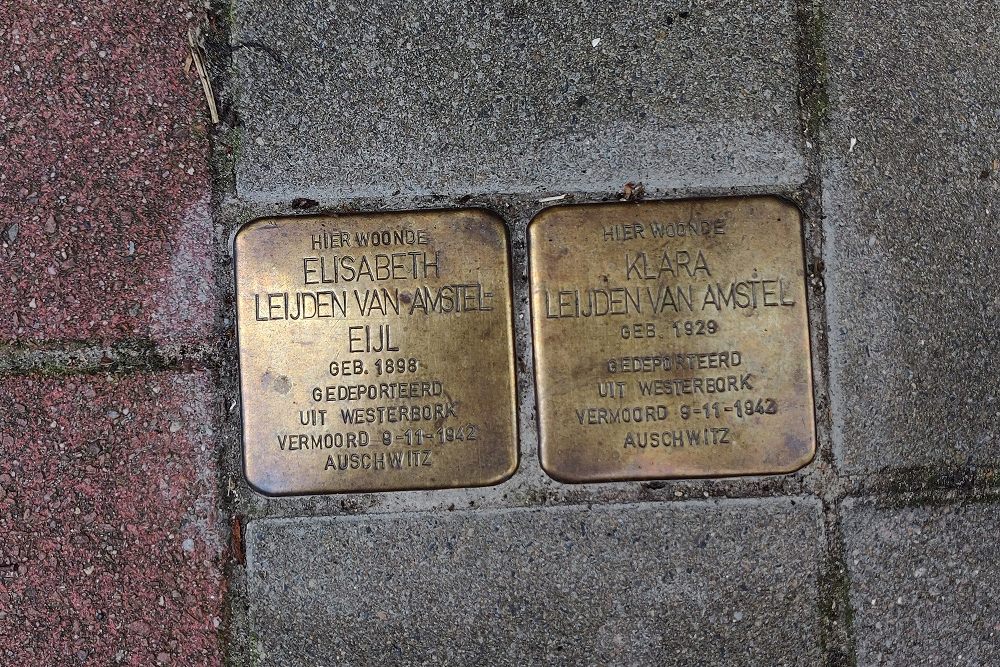 HIER WOONDE
ELISABETH
LEIJDEN VAN AMSTEL-
EIJL
GEB. 1898
GEDEPORTEERD
UIT WESTERBORK
VERMOORD 9-11-1942
AUSCHWITZ
HIER WOONDE
KLARA
LEIJDEN VAN AMSTEL
GEB. 1929
GEDEPORTEERD
UIT WESTERBORK
VERMOORD 9-11-1942
AUSCHWITZ